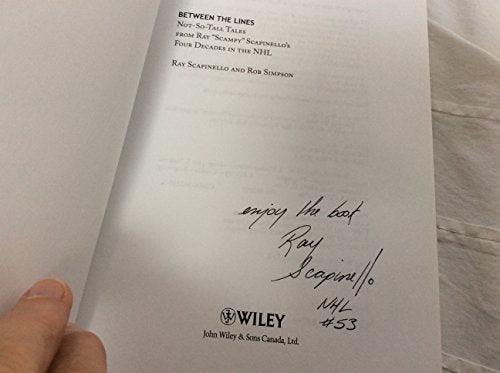 BETWEEN THE LINES
NOT-SO-TALL TALES
FROM RAY "SCAMPY" SCAPINELLO'S
FOUR DECADES IN THE NHL
RAY SCAPINELLO AND ROB SIMPSON
enjoy the book
Ray
Scapinello
NHL
#53
WILEY
John Wiley & Sons Canada, Ltd.